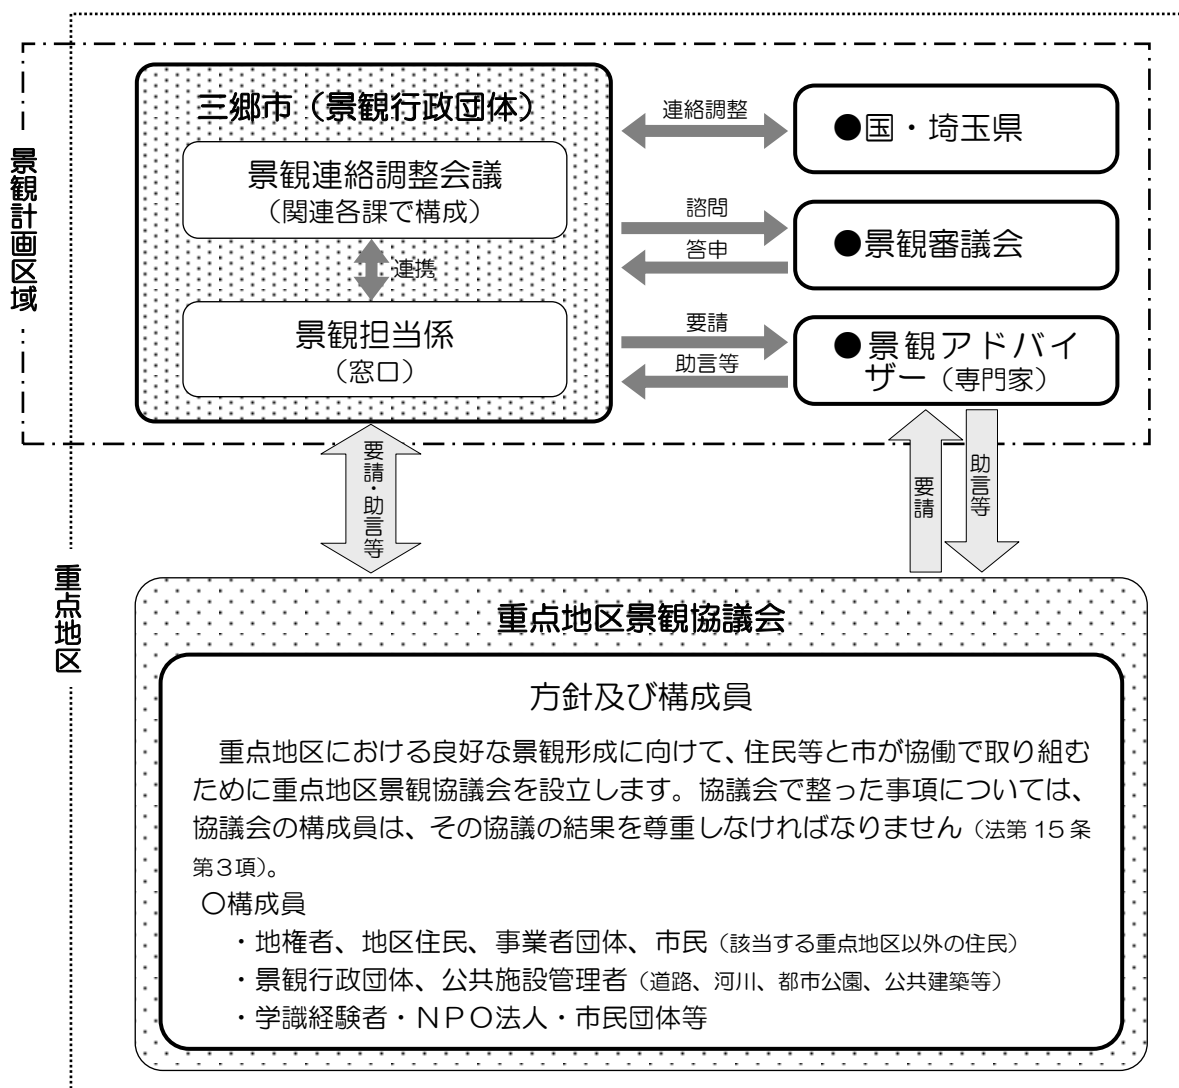 景観計画区域
重点地区
三郷市（景観行政団体）
景観連絡調整会議
（関連各課で構成）
連携
景観担当係
（窓口）
連絡調整
●国・埼玉県
諮問
答申
●景観審議会
要請
助言等
●景観アドバイ
ザー（専門家）
要請・助言等
要請
助言等
重点地区景観協議会
方針及び構成員
重点地区における良好な景観形成に向けて、住民等と市が協働で取り組む
ために重点地区景観協議会を設立します。協議会で整った事項については、
協議会の構成員は、その協議の結果を尊重しなければなりません（法第15条
第３項）。
〇構成員
・地権者、地区住民、事業者団体、市民（該当する重点地区以外の住民）
・景観行政団体、公共施設管理者（道路、河川、都市公園、公共建築等）
・学識経験者・ＮＰＯ法人・市民団体等